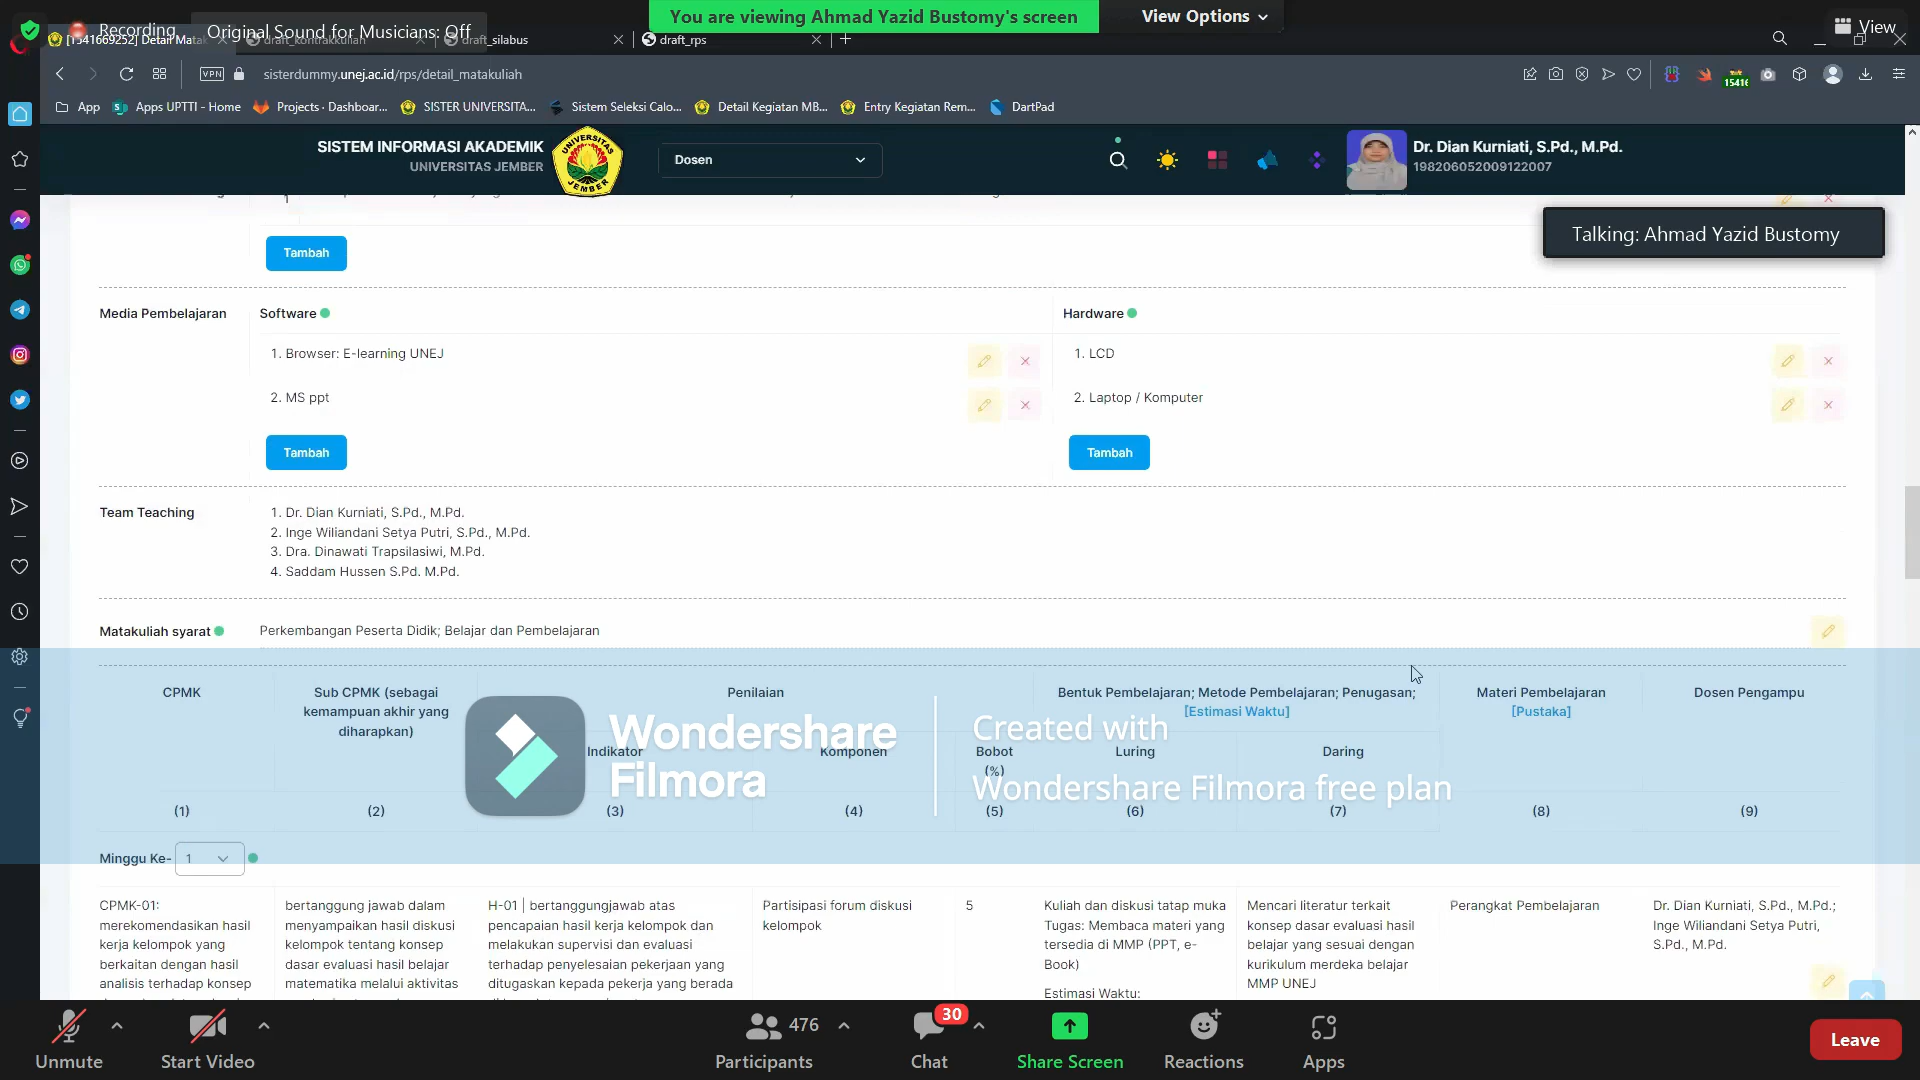 You are viewing Ahmad Yazid Bustomy's screen
View Options
Recording
Original Sound for Musicians: Off
View
[1541669252] Detail Matak
draft_kontrakkuliah
draft_silabus
draft_rps
VPN
sisterdummy.unej.ac.id/rps/detail_matakuliah
15416
App
Apps UPTTI - Home
Projects · Dashboar...
SISTER UNIVERSITA...
Sistem Seleksi Calo...
Detail Kegiatan MB...
Entry Kegiatan Rem...
DartPad
SISTEM INFORMASI AKADEMIK
UNIVERSITAS JEMBER
UNIVERSITAS
JEMBER
Dosen
Dr. Dian Kurniati, S.Pd., M.Pd.
198206052009122007
Talking: Ahmad Yazid Bustomy
Tambah
Media Pembelajaran
Software
Hardware
1. Browser: E-learning UNEJ
1. LCD
2. MS ppt
2. Laptop / Komputer
Tambah
Tambah
Team Teaching
1. Dr. Dian Kurniati, S.Pd., M.Pd.
2. Inge Wiliandani Setya Putri, S.Pd., M.Pd.
3. Dra. Dinawati Trapsilasiwi, M.Pd.
4. Saddam Hussen S.Pd. M.Pd.
Matakuliah syarat
Perkembangan Peserta Didik; Belajar dan Pembelajaran
CPMK
Sub CPMK (sebagai
kemampuan akhir yang
diharapkan)
Penilaian
Bentuk Pembelajaran; Metode Pembelajaran; Penugasan;
[Estimasi Waktu]
Materi Pembelajaran
[Pustaka]
Dosen Pengampu
Indikator
Komponen
Bobot
(%)
Luring
Daring
(1)
(2)
(3)
(4)
(5)
(6)
(7)
(8)
(9)
Wondershare
Filmora
Created with
Wondershare Filmora free plan
Minggu Ke-
1
CPMK-01:
merekomendasikan hasil
kerja kelompok yang
berkaitan dengan hasil
analisis terhadap konsep
bertanggung jawab dalam
menyampaikan hasil diskusi
kelompok tentang konsep
dasar evaluasi hasil belajar
matematika melalui aktivitas
H-01 | bertanggungjawab atas
pencapaian hasil kerja kelompok dan
melakukan supervisi dan evaluasi
terhadap penyelesaian pekerjaan yang
ditugaskan kepada pekerja yang berada
Partisipasi forum diskusi
kelompok
5
Kuliah dan diskusi tatap muka
Tugas: Membaca materi yang
tersedia di MMP (PPT, e-
Book)
Estimasi Waktu:
Mencari literatur terkait
konsep dasar evaluasi hasil
belajar yang sesuai dengan
kurikulum merdeka belajar
MMP UNEJ
Perangkat Pembelajaran
Dr. Dian Kurniati, S.Pd., M.Pd.;
Inge Wiliandani Setya Putri,
S.Pd., M.Pd.
Unmute
Start Video
476
Participants
30
Chat
Share Screen
Reactions
Apps
Leave